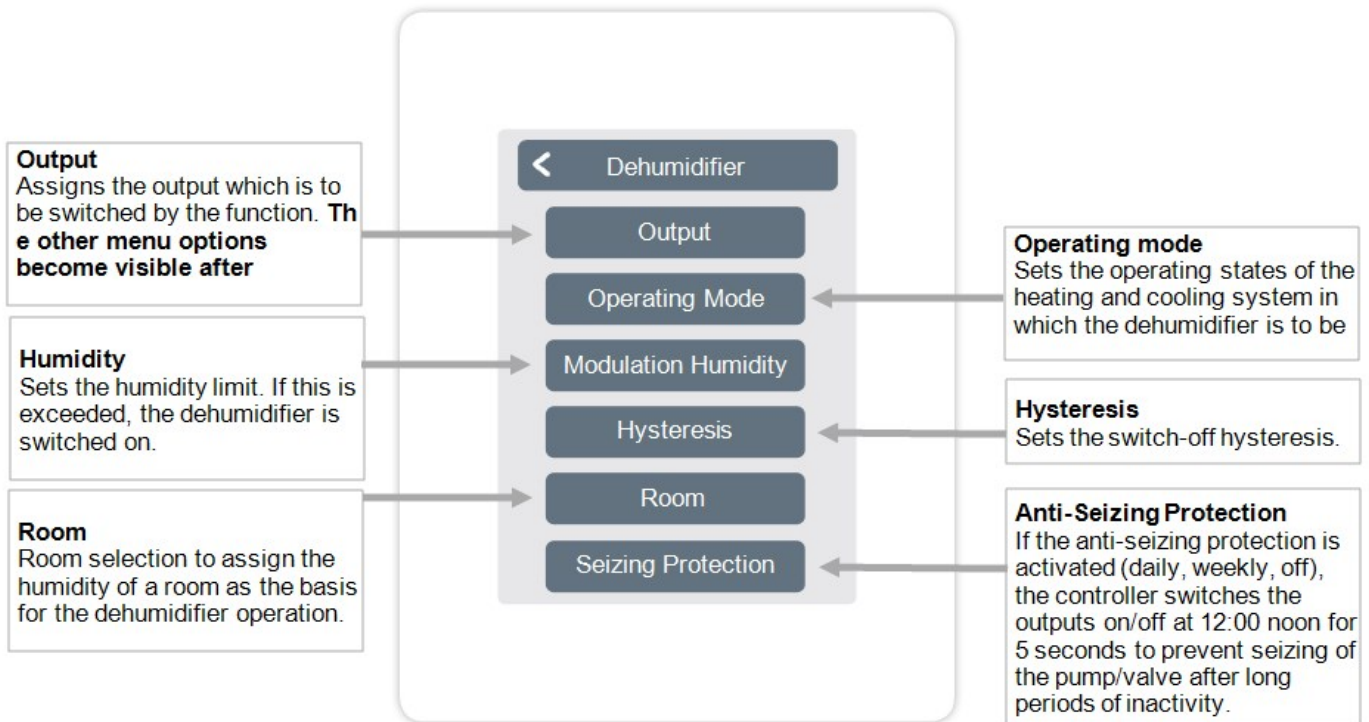 Output
Assigns the output which is to
be switched by the function. Th
e other menu options
become visible after
Humidity
Sets the humidity limit. If this is
exceeded, the dehumidifier is
switched on.
Room
Room selection to assign the
humidity of a room as the basis
for the dehumidifier operation.
Dehumidifier
Output
Operating Mode
Modulation Humidity
Hysteresis
Room
Seizing Protection
Operating mode
Sets the operating states of the
heating and cooling system in
which the dehumidifier is to be
Hysteresis
Sets the switch-off hysteresis.
Anti-Seizing Protection
If the anti-seizing protection is
activated (daily, weekly, off),
the controller switches the
outputs on/off at 12:00 noon for
5 seconds to prevent seizing of
the pump/valve after long
periods of inactivity.